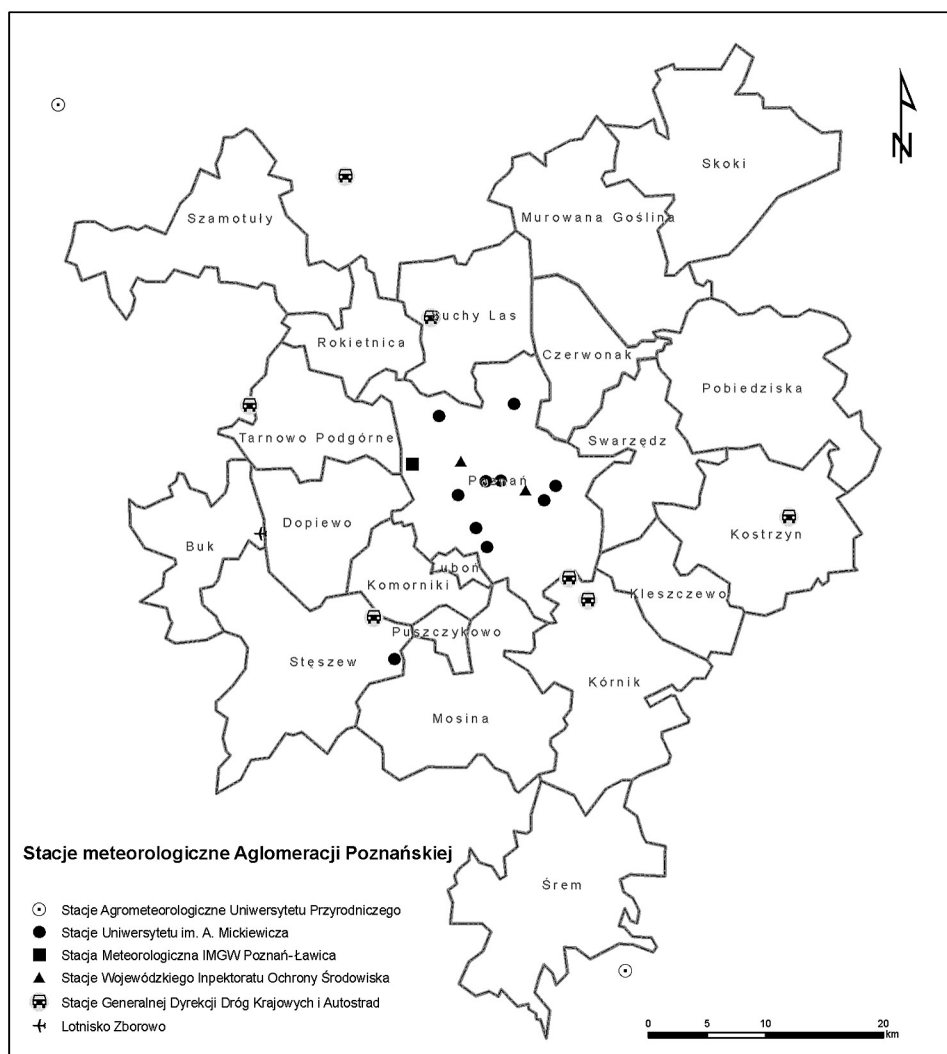 N
Skoki
Szamotuły
Murowana Goślina
Suchy Las
Rokietnica
Czerwonak
Pobiedziska
Tarnowo Podgórne
Swarzędz
Poznań
Dopiewo
Kostrzyn
Buk
Luboń
Komorniki
Kleszczewo
Puszczykowo
Stęszew
Kórnik
Mosina
Śrem
Stacje meteorologiczne Aglomeracji Poznańskiej
Stacje Agrometeorologiczne Uniwersytetu Przyrodniczego
Stacje Uniwersytetu im. A. Mickiewicza
Stacja Meteorologiczna IMGW Poznań-Ławica
Stacje Wojewódzkiego Inpektoratu Ochrony Środowiska
Stacje Generalnej Dyrekcji Dróg Krajowych i Autostrad
Lotnisko Zborowo
0 5 10 20
km